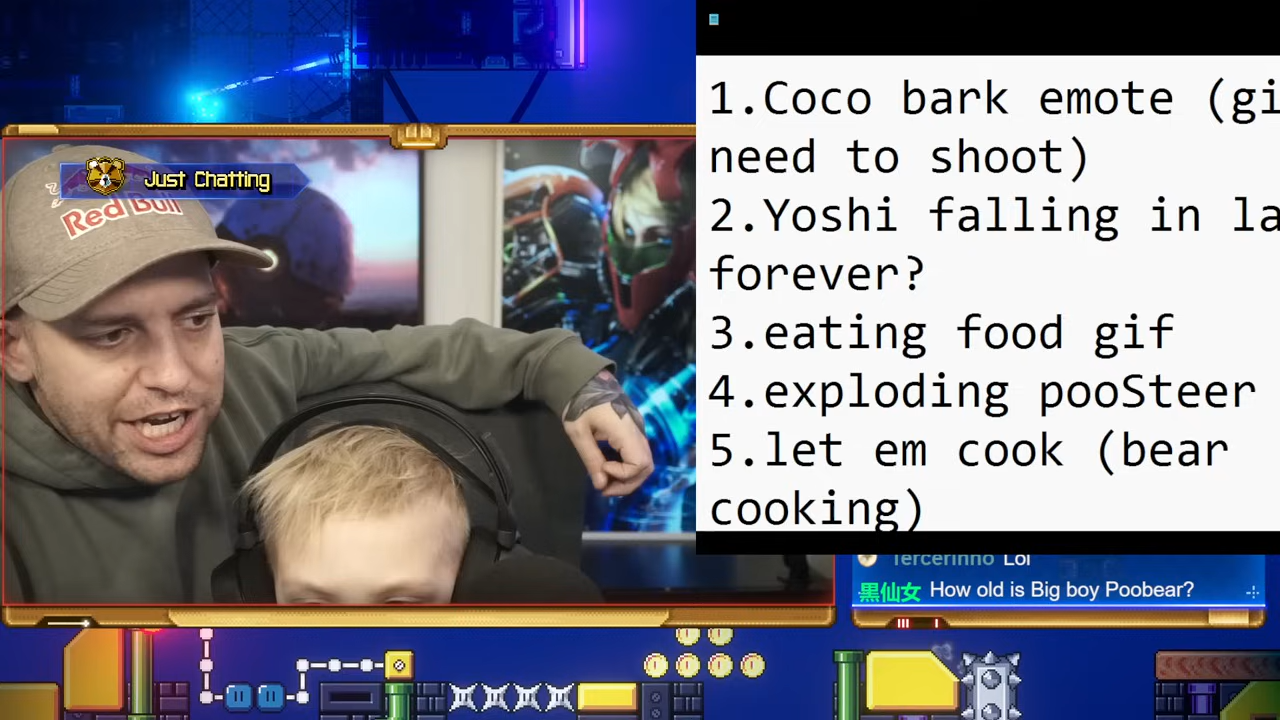 1.Coco bark emote (gi
need to shoot)
2.Yoshi falling in la
forever?
3.eating food gif
4.exploding pooSteer
5.let em cook (bear
cooking)
Just Chatting
Red Bull
Tercerinho Lol
黒仙女 How old is Big boy Poobear?